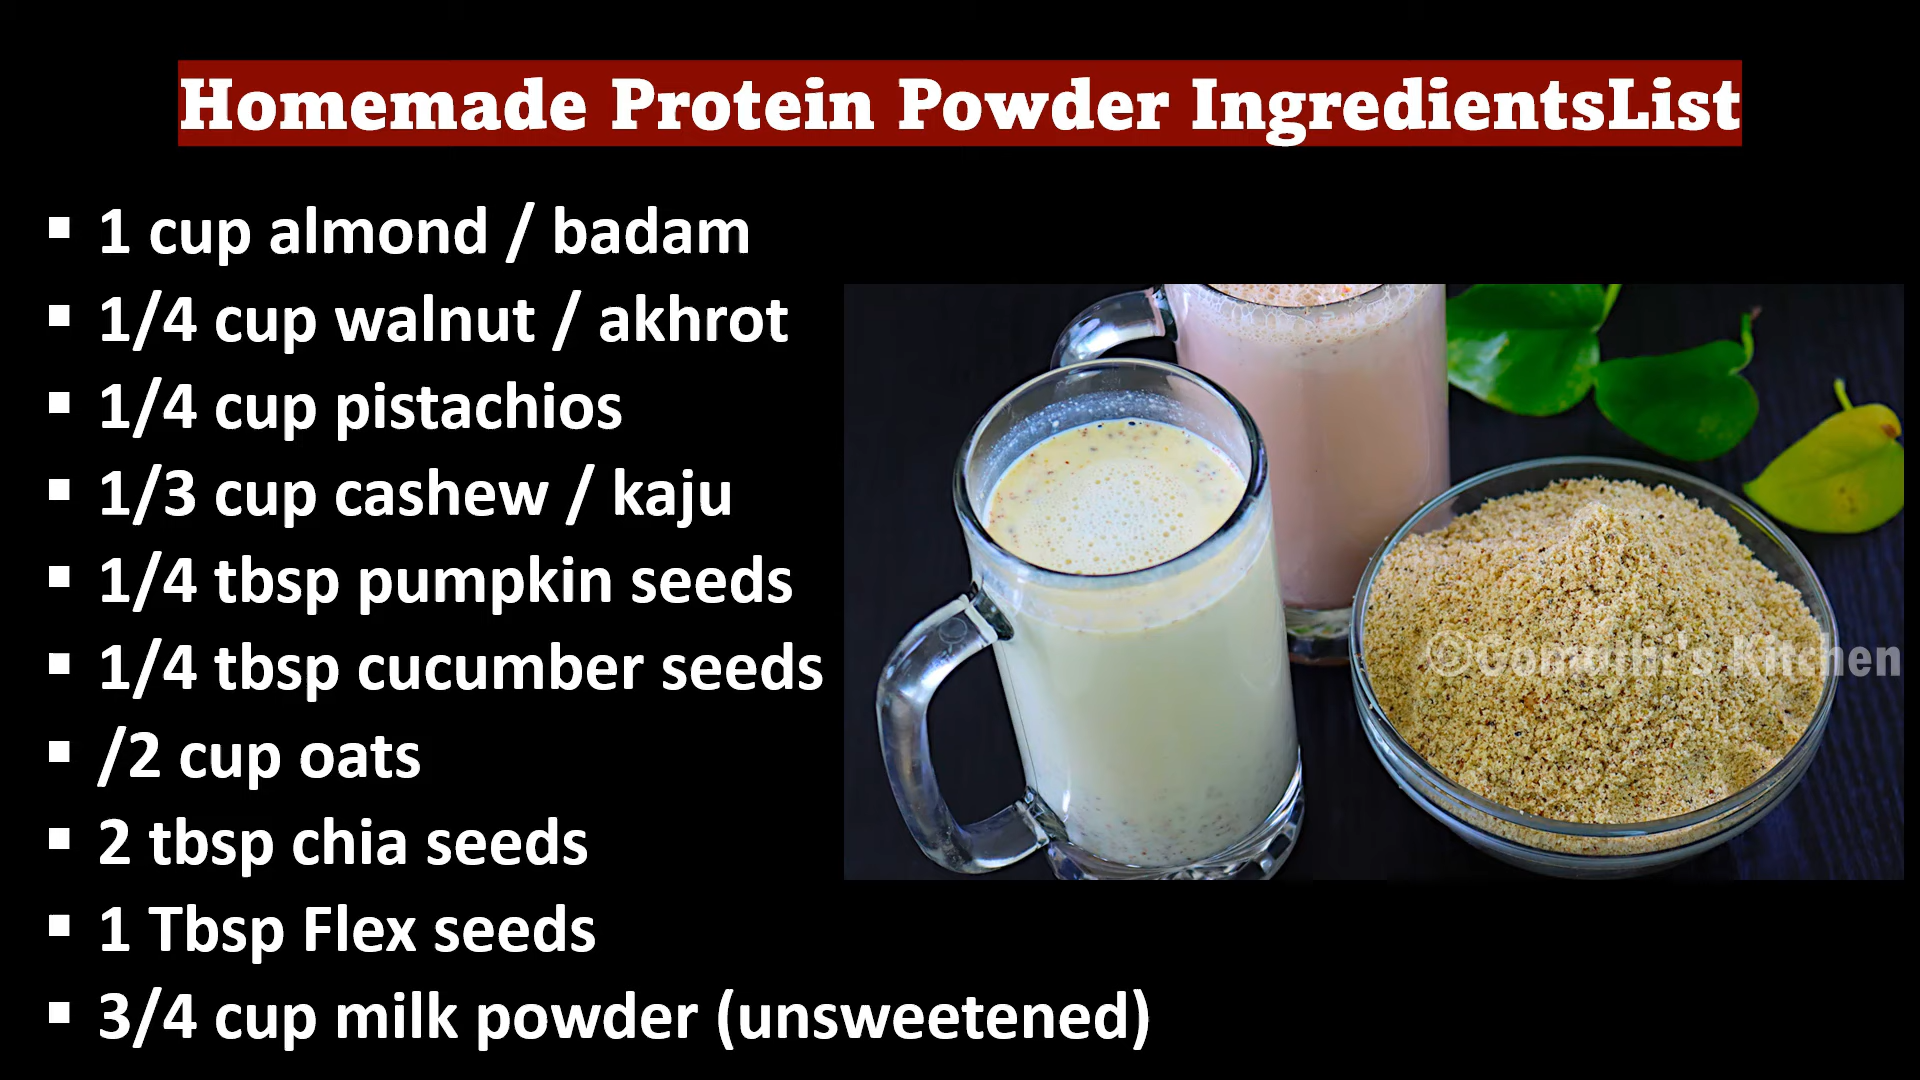 Homemade Protein Powder IngredientsList
▪ 1 cup almond / badam
▪ 1/4 cup walnut / akhrot
▪ 1/4 cup pistachios
▪ 1/3 cup cashew / kaju
▪ 1/4 tbsp pumpkin seeds
▪ 1/4 tbsp cucumber seeds
▪ /2 cup oats
▪ 2 tbsp chia seeds
▪ 1 Tbsp Flex seeds
▪ 3/4 cup milk powder (unsweetened)
©Gomathi's Kitchen